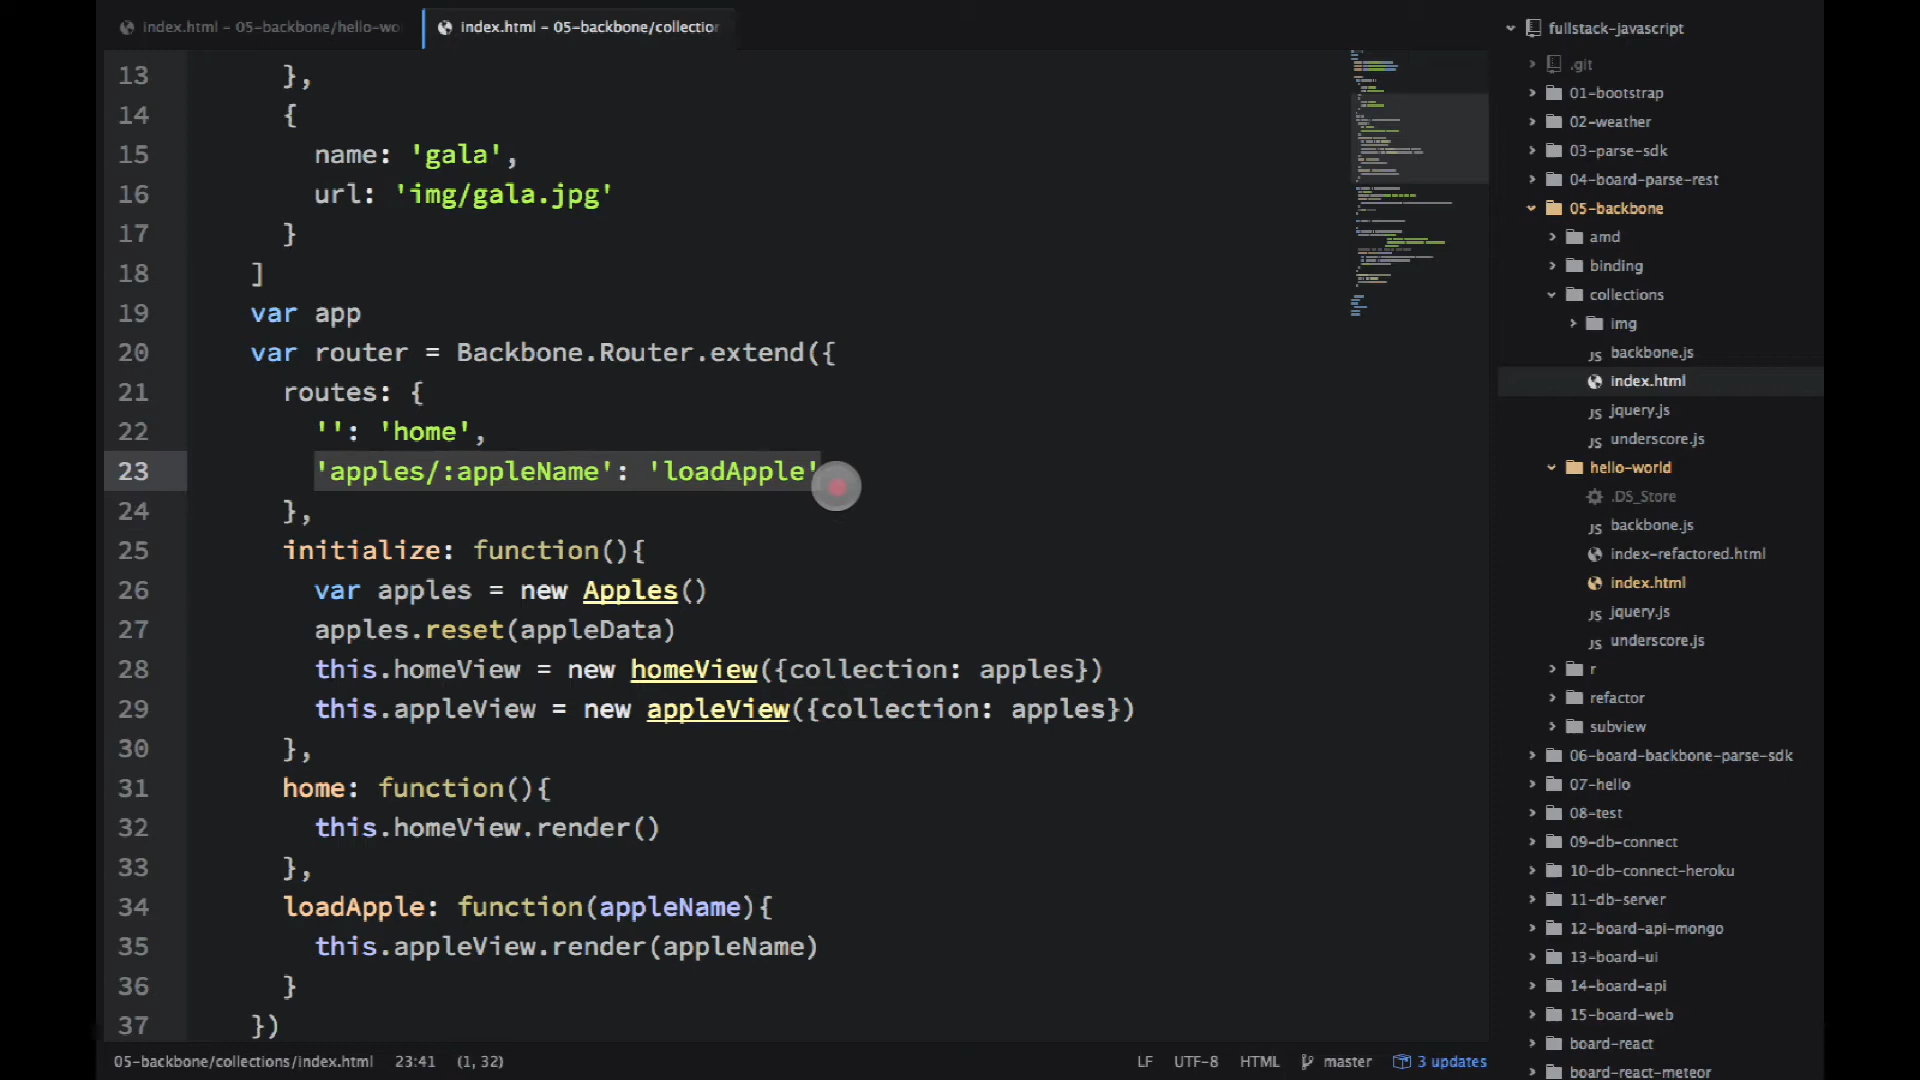 index.html – 05-backbone/hello-wo
index.html – 05-backbone/collection
13 },
14 {
15 name: 'gala',
16 url: 'img/gala.jpg'
17 }
18 ]
19 var app
20 var router = Backbone.Router.extend({
21 routes: {
22 '': 'home',
23 'apples/:appleName': 'loadApple'
24 },
25 initialize: function(){
26 var apples = new Apples()
27 apples.reset(appleData)
28 this.homeView = new homeView({collection: apples})
29 this.appleView = new appleView({collection: apples})
30 },
31 home: function(){
32 this.homeView.render()
33 },
34 loadApple: function(appleName){
35 this.appleView.render(appleName)
36 }
37 })
05-backbone/collections/index.html 23:41 (1, 32)
LF UTF-8 HTML master 3 updates
fullstack-javascript
.git
01-bootstrap
02-weather
03-parse-sdk
04-board-parse-rest
05-backbone
amd
binding
collections
img
JS backbone.js
index.html
JS jquery.js
JS underscore.js
hello-world
.DS_Store
JS backbone.js
index-refactored.html
index.html
JS jquery.js
JS underscore.js
r
refactor
subview
06-board-backbone-parse-sdk
07-hello
08-test
09-db-connect
10-db-connect-heroku
11-db-server
12-board-api-mongo
13-board-ui
14-board-api
15-board-web
board-react
board-react-meteor